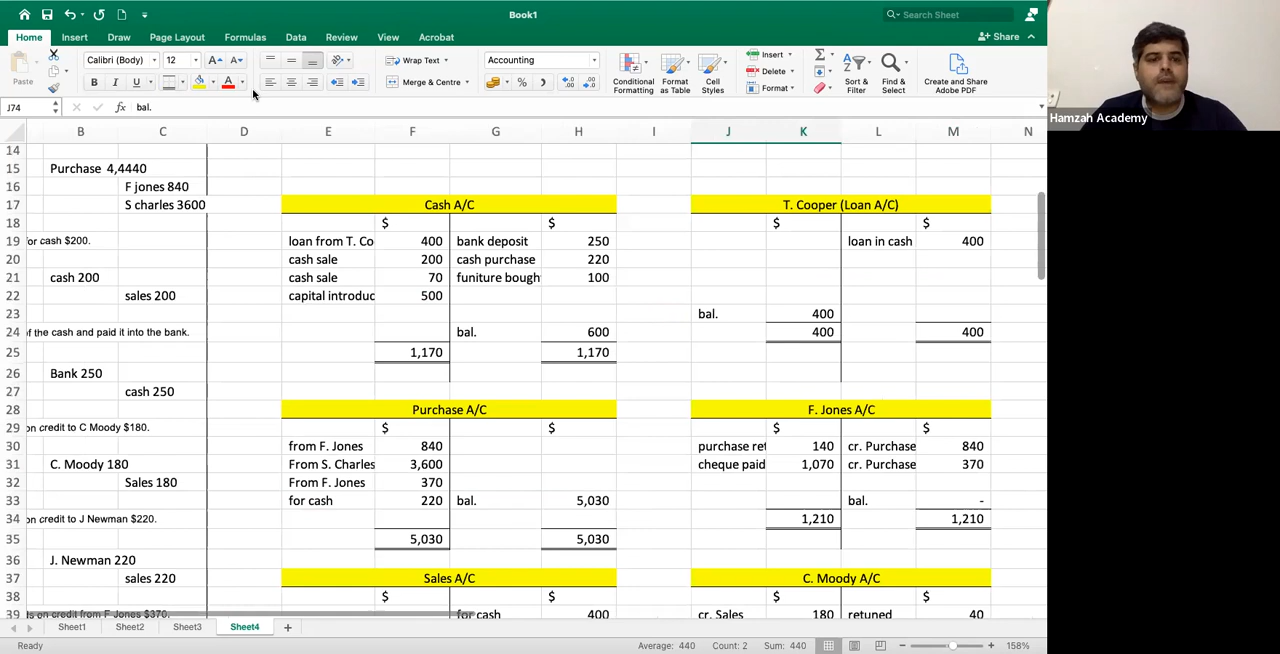 Book1
Search Sheet
Home Insert Draw Page Layout Formulas Data Review View Acrobat
Share
Paste
Calibri (Body) 12
Wrap Text
Merge & Centre
Accounting
Conditional Formatting
Format as Table
Cell Styles
Insert
Delete
Format
Sort & Filter
Find & Select
Create and Share Adobe PDF
Hamzah Academy
J74 fx bal.
B C D E F G H I J K L M N
14
15 Purchase 4,4440
16 F jones 840
17 S charles 3600 Cash A/C T. Cooper (Loan A/C)
18 $ $ $ $
19 for cash $200. loan from T. Co 400 bank deposit 250 loan in cash 400
20 cash sale 200 cash purchase 220
21 cash 200 cash sale 70 funiture bough 100
22 sales 200 capital introduc 500
23 bal. 400
24 of the cash and paid it into the bank. bal. 600 400 400
25 1,170 1,170
26 Bank 250
27 cash 250
28 Purchase A/C F. Jones A/C
29 on credit to C Moody $180. $ $ $ $
30 from F. Jones 840 purchase ret 140 cr. Purchase 840
31 C. Moody 180 From S. Charles 3,600 cheque paid 1,070 cr. Purchase 370
32 Sales 180 From F. Jones 370
33 for cash 220 bal. 5,030 bal. -
34 on credit to J Newman $220. 1,210 1,210
35 5,030 5,030
36 J. Newman 220
37 sales 220 Sales A/C C. Moody A/C
38 $ $ $ $
39 ts on credit from F Jones $370. for cash 400 cr. Sales 180 retuned 40
Sheet1 Sheet2 Sheet3 Sheet4 +
Ready Average: 440 Count: 2 Sum: 440 158%